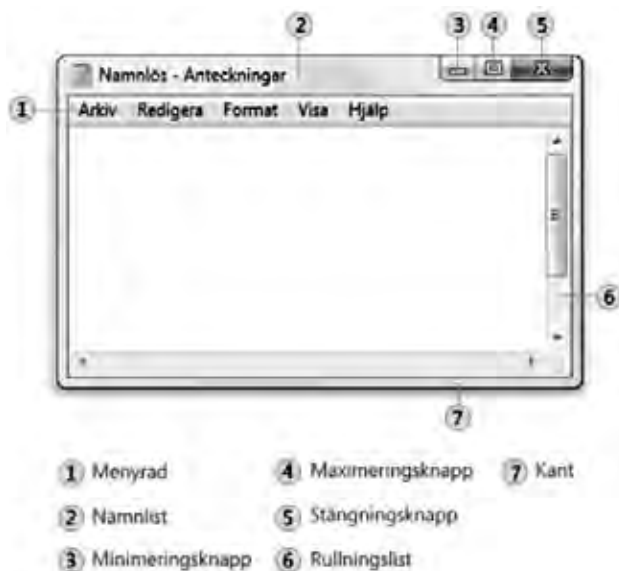 2 3 4 5
Namnlös - Anteckningar
1
Arkiv Redigera Format Visa Hjälp
6
7
1 Menyrad 4 Maximeringsknapp 7 Kant
2 Namnlist 5 Stängningsknapp
3 Minimeringsknapp 6 Rullningslist